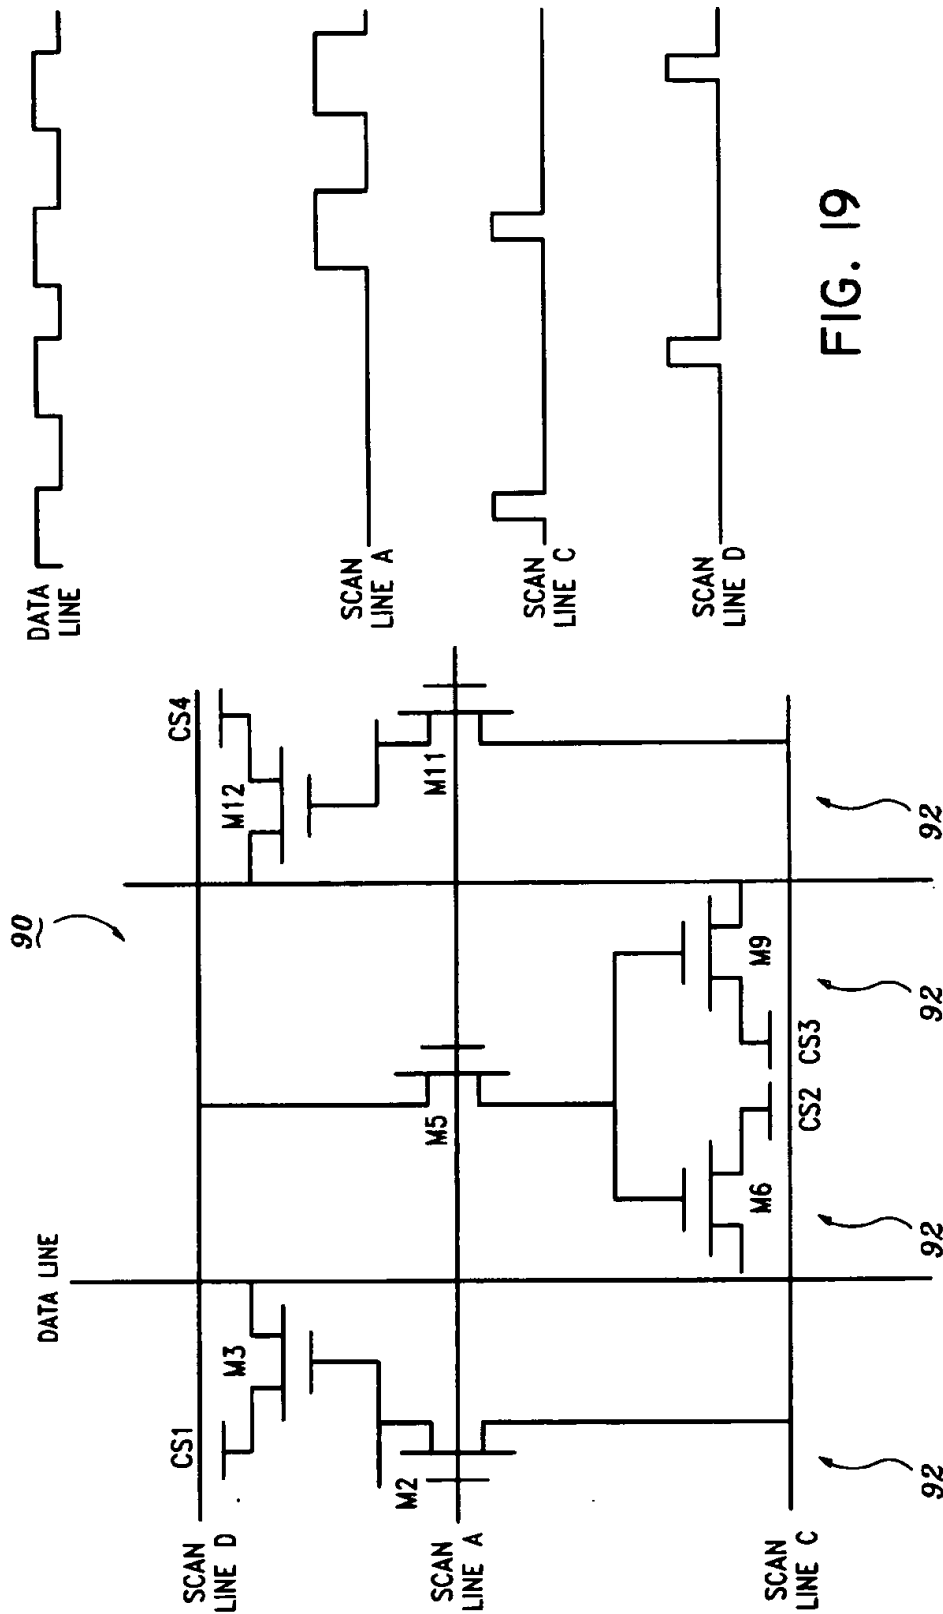 DATA
LINE
SCAN
LINE A
SCAN
LINE C
SCAN
LINE D
FIG. 19
90
DATA LINE
SCAN
LINE D
CS1
M3
M12
CS4
SCAN
LINE A
M2
M5
M11
M6
M9
CS2
CS3
SCAN
LINE C
92
92
92
92